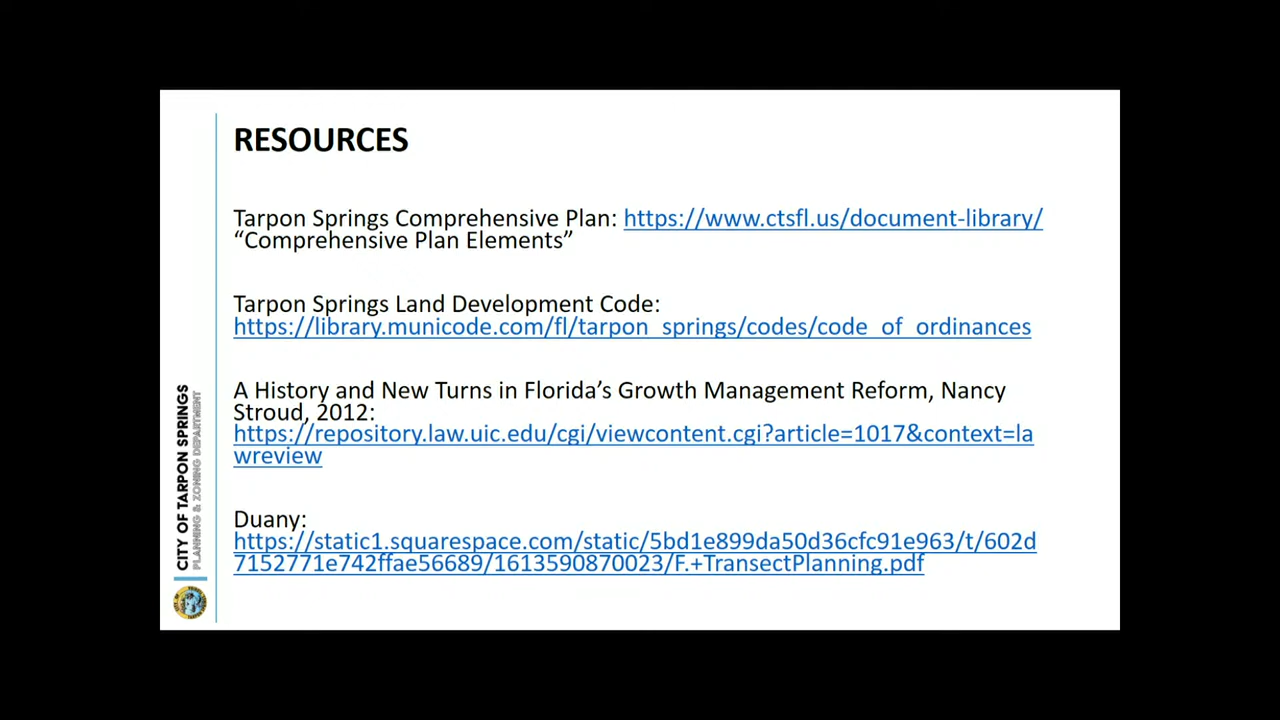 RESOURCES
Tarpon Springs Comprehensive Plan: https://www.ctsfl.us/document-library/
“Comprehensive Plan Elements”
Tarpon Springs Land Development Code:
https://library.municode.com/fl/tarpon_springs/codes/code_of_ordinances
A History and New Turns in Florida’s Growth Management Reform, Nancy
Stroud, 2012:
https://repository.law.uic.edu/cgi/viewcontent.cgi?article=1017&context=la
wreview
Duany:
https://static1.squarespace.com/static/5bd1e899da50d36cfc91e963/t/602d
7152771e742ffae56689/1613590870023/F.+TransectPlanning.pdf
CITY OF TARPON SPRINGS
PLANNING & ZONING DEPARTMENT